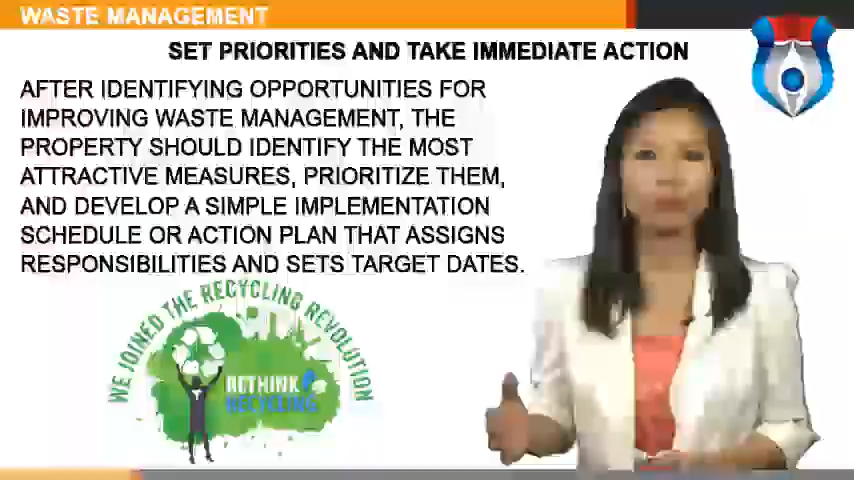 WASTE MANAGEMENT
SET PRIORITIES AND TAKE IMMEDIATE ACTION
AFTER IDENTIFYING OPPORTUNITIES FOR
IMPROVING WASTE MANAGEMENT, THE
PROPERTY SHOULD IDENTIFY THE MOST
ATTRACTIVE MEASURES, PRIORITIZE THEM,
AND DEVELOP A SIMPLE IMPLEMENTATION
SCHEDULE OR ACTION PLAN THAT ASSIGNS
RESPONSIBILITIES AND SETS TARGET DATES.
WE JOINED THE RECYCLING REVOLUTION
RETHINK
RECYCLING